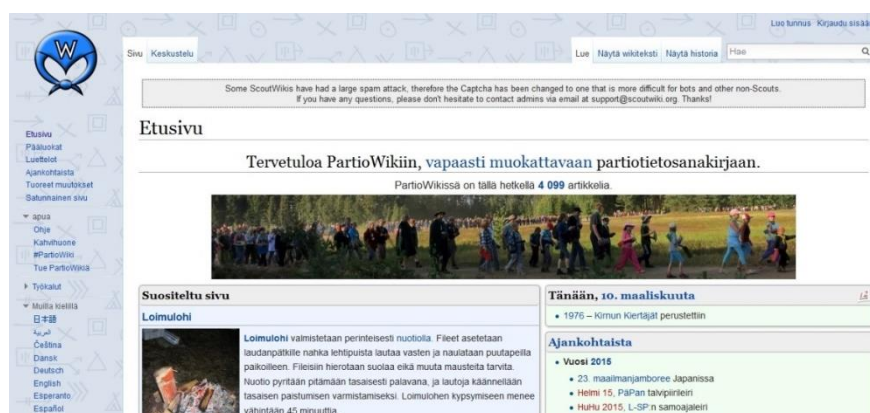 Luo tunnus Kirjaudu sisään
W
Sivu Keskustelu Lue Näytä wikiteksti Näytä historia Hae
Some ScoutWikis have had a large spam attack, therefore the Captcha has been changed to one that is more difficult for bots and other non-Scouts.
If you have any questions, please don't hesitate to contact admins via email at support@scoutwiki.org. Thanks!
Etusivu
Pääluokat
Luettelot
Ajankohtaista
Tuoreet muutokset
Satunnainen sivu
apua
Ohje
Kahvihuone
#PartioWiki
Tue PartioWikiä
Työkalut
Muilla kielillä
日本語
العربية
Čeština
Dansk
Deutsch
English
Esperanto
Español
Etusivu
Tervetuloa PartioWikiin, vapaasti muokattavaan partiotietosanakirjaan.
PartioWikissä on tällä hetkellä 4 099 artikkelia.
Suositeltu sivu
Loimulohi
Loimulohi valmistetaan perinteisesti nuotiolla. Fileet asetetaan
laudanpätkille nahka lehtipuista lautaa vasten ja naulataan puutapeilla
paikoilleen. Fileisiin hierotaan suolaa eikä muuta mausteita tarvita.
Nuotio pyritään pitämään tasaisesti palavana, ja lautoja käännellään
tasaisen paistumisen varmistamiseksi. Loimulohen kypsymiseen menee
vähintään 45 minuuttia
Tänään, 10. maaliskuuta
1976 – Kirnun Kiertäjät perustettiin
Ajankohtaista
Vuosi 2015
23. maailmanjamboree Japanissa
Helmi 15, PäPan talvipiirileiri
HuHu 2015, L-SP:n samoajaleiri